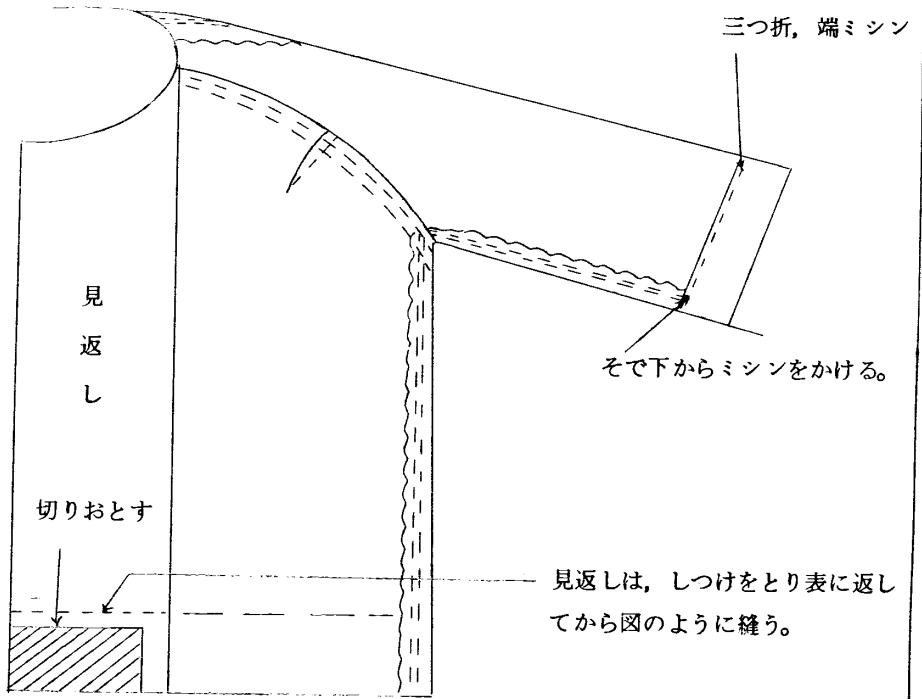 三つ折，端ミシン
そで下からミシンをかける。
見
返
し
切りおとす
見返しは，しつけをとり表に返し
てから図のように縫う。